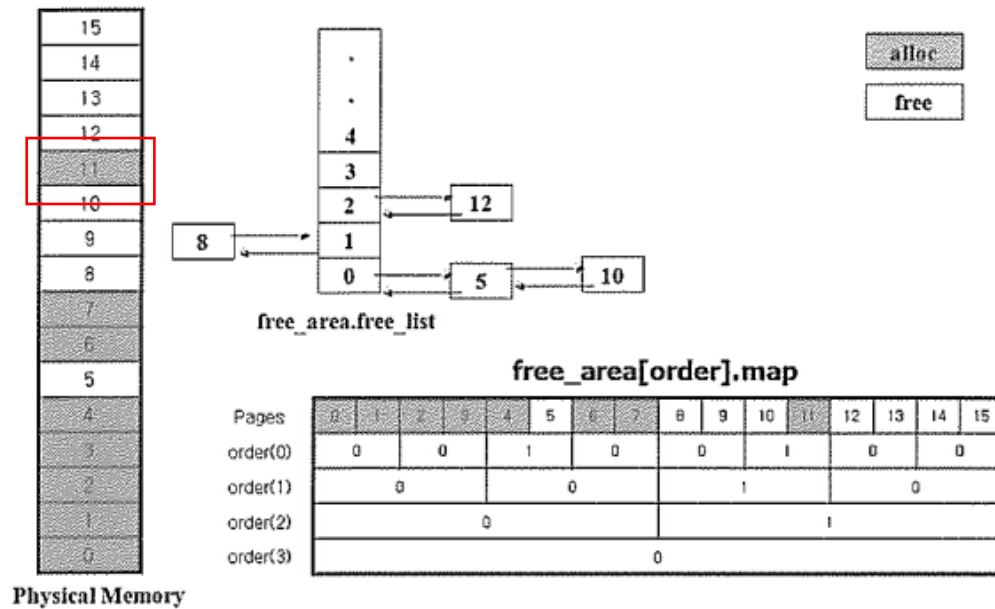 15
14
13
12
11
10
9
8
7
6
5
4
3
2
1
0
Physical Memory
.
.
4
3
2
1
0
12
8
5
10
free_area.free_list
alloc
free
free_area[order].map
Pages 0 1 2 3 4 5 6 7 8 9 10 11 12 13 14 15
order(0) 0 0 1 0 0 1 0 0
order(1) 0 0 1 0
order(2) 0 1
order(3) 0